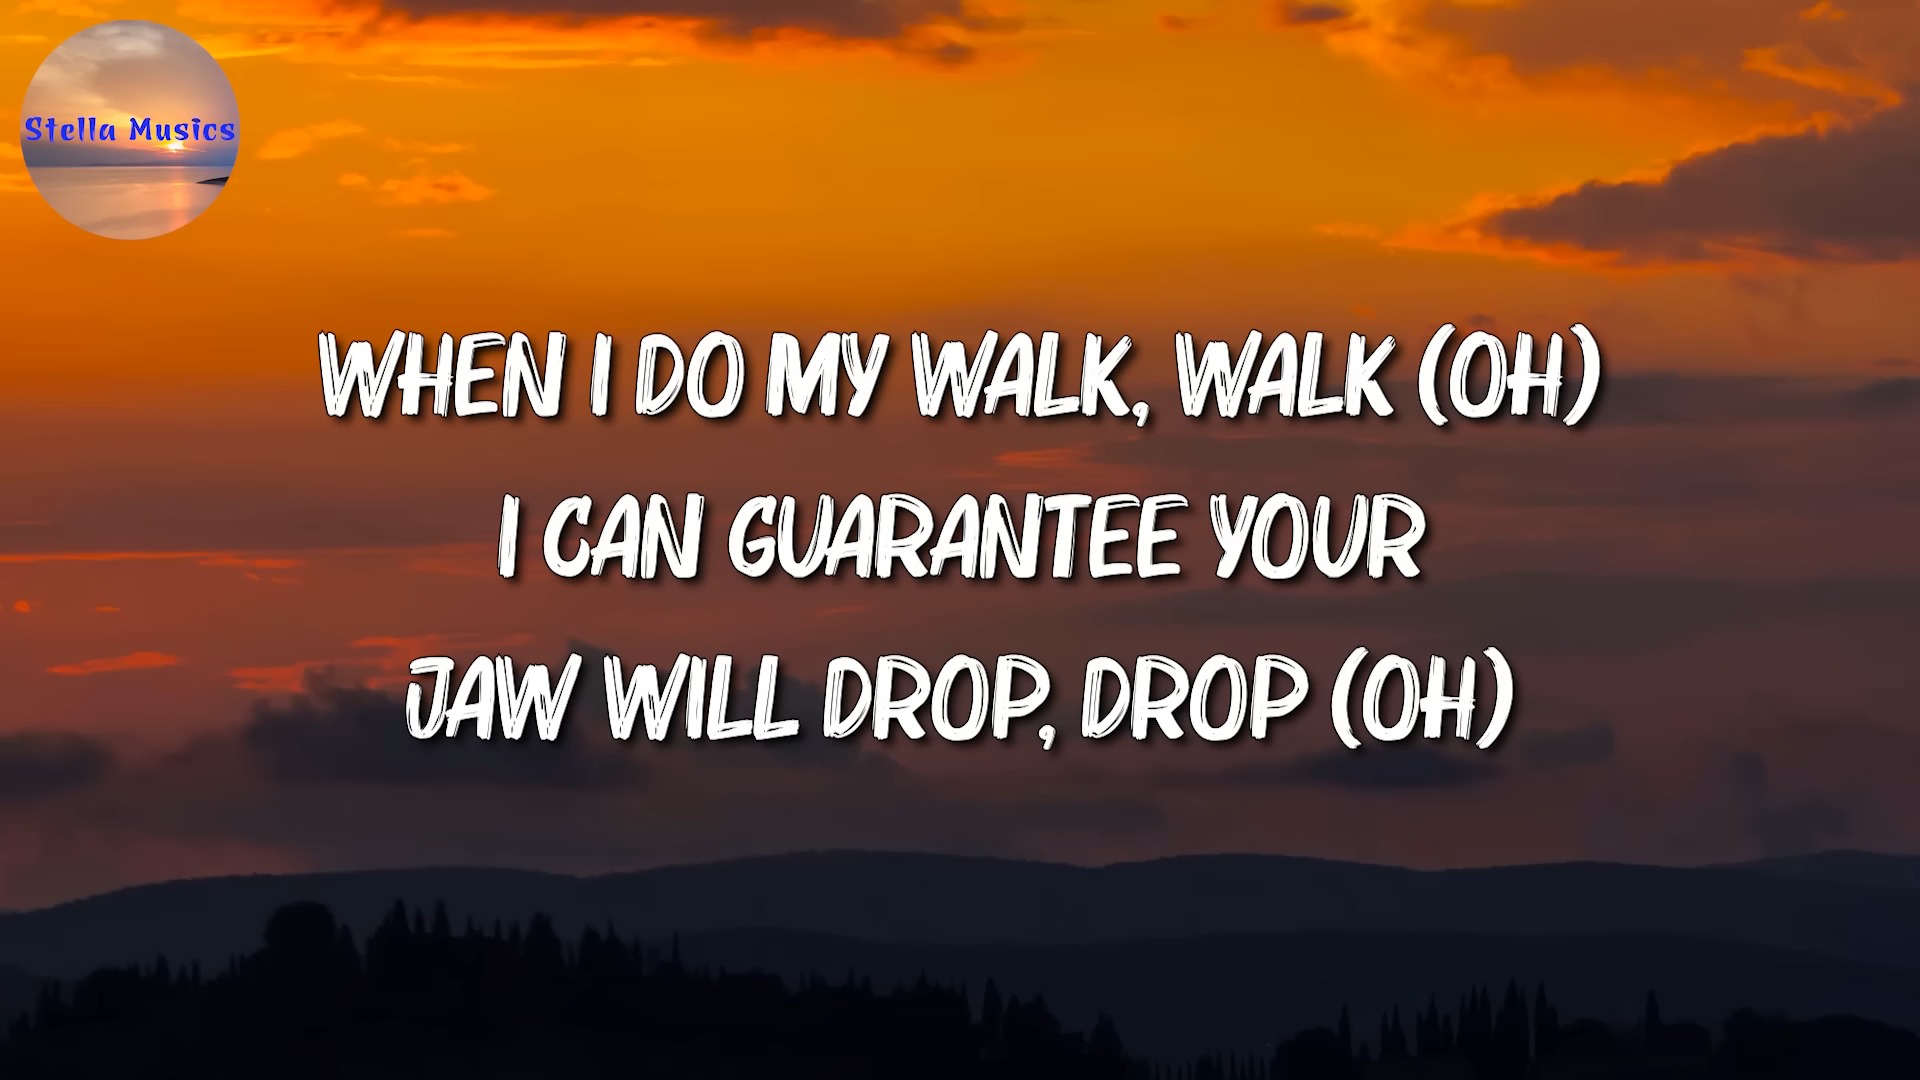 Stella Musics
WHEN I DO MY WALK, WALK (OH)
I CAN GUARANTEE YOUR
JAW WILL DROP, DROP (OH)